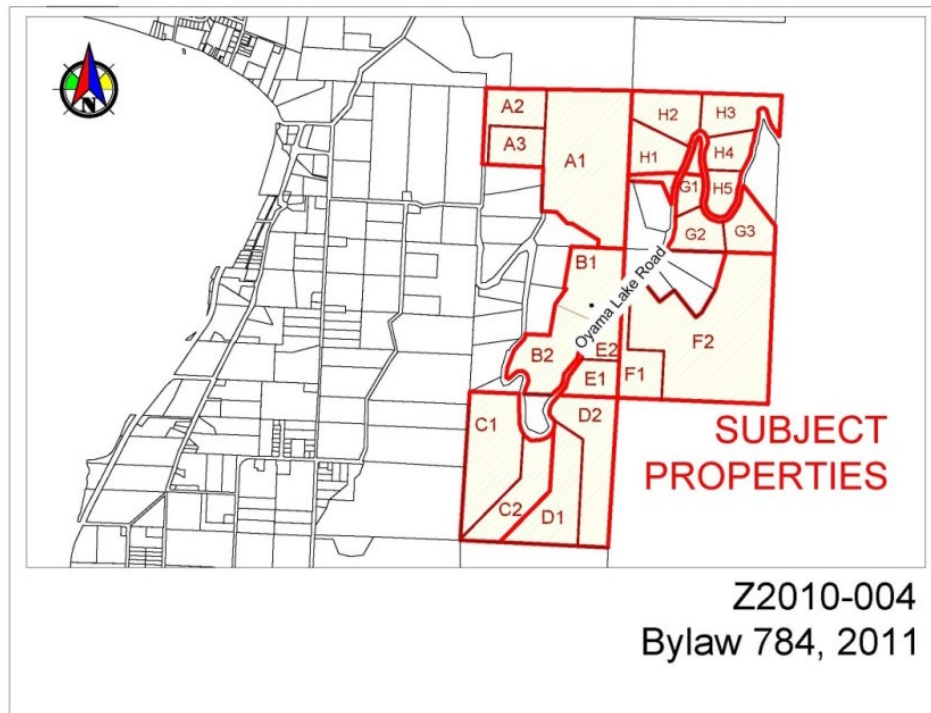 N
A2
H2
H3
A3
A1
H4
H1
G1
H5
G2
G3
B1
Oyama Lake Road
F2
B2
E2
E1
F1
C1
D2
SUBJECT
PROPERTIES
C2
D1
Z2010-004
Bylaw 784, 2011